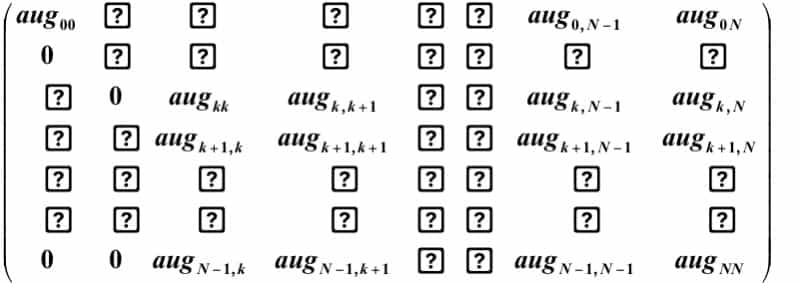 aug₀₀ ⍰ ⍰ ⍰ ⍰ ⍰ aug₀,N−1 aug₀N
0 ⍰ ⍰ ⍰ ⍰ ⍰ ⍰ ⍰
⍰ 0 augkk augk,k+1 ⍰ ⍰ augk,N−1 augk,N
⍰ ⍰ augk+1,k augk+1,k+1 ⍰ ⍰ augk+1,N−1 augk+1,N
⍰ ⍰ ⍰ ⍰ ⍰ ⍰ ⍰ ⍰
⍰ ⍰ ⍰ ⍰ ⍰ ⍰ ⍰ ⍰
0 0 augN−1,k augN−1,k+1 ⍰ ⍰ augN−1,N−1 augNN